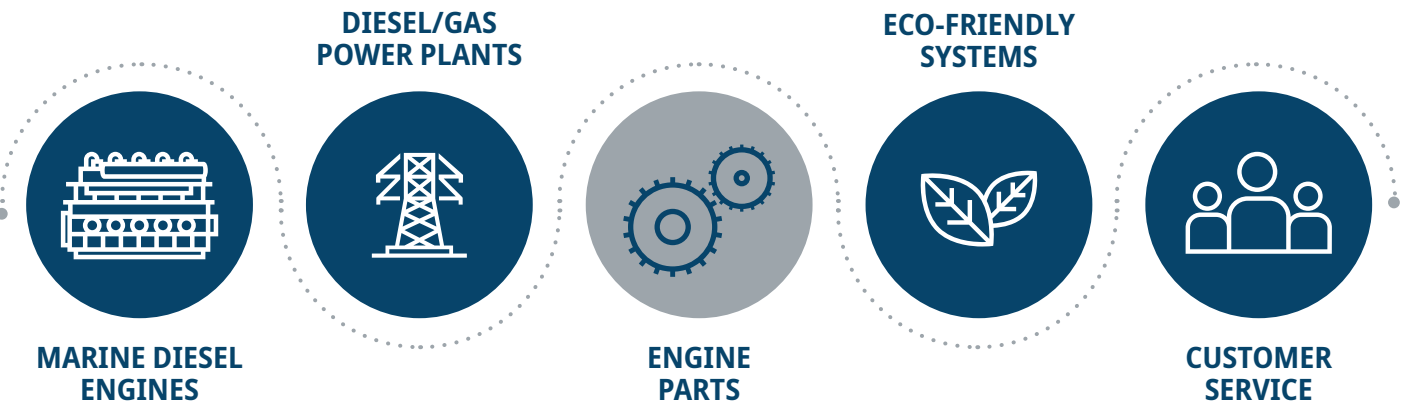 MARINE DIESEL
ENGINES
DIESEL/GAS
POWER PLANTS
ENGINE
PARTS
ECO-FRIENDLY
SYSTEMS
CUSTOMER
SERVICE